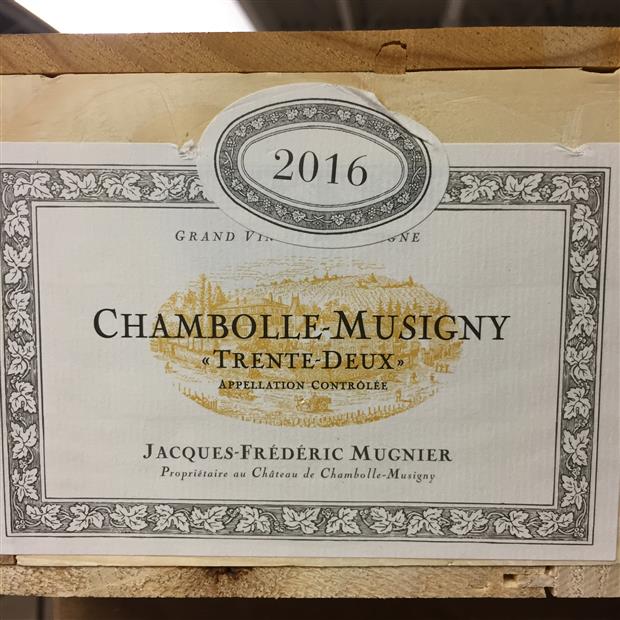 2016
GRAND VIN
CHAMBOLLE-MUSIGNY
«TRENTE-DEUX»
APPELLATION CONTRÔLÉE
JACQUES-FRÉDÉRIC MUGNIER
Propriétaire au Château de Chambolle-Musigny